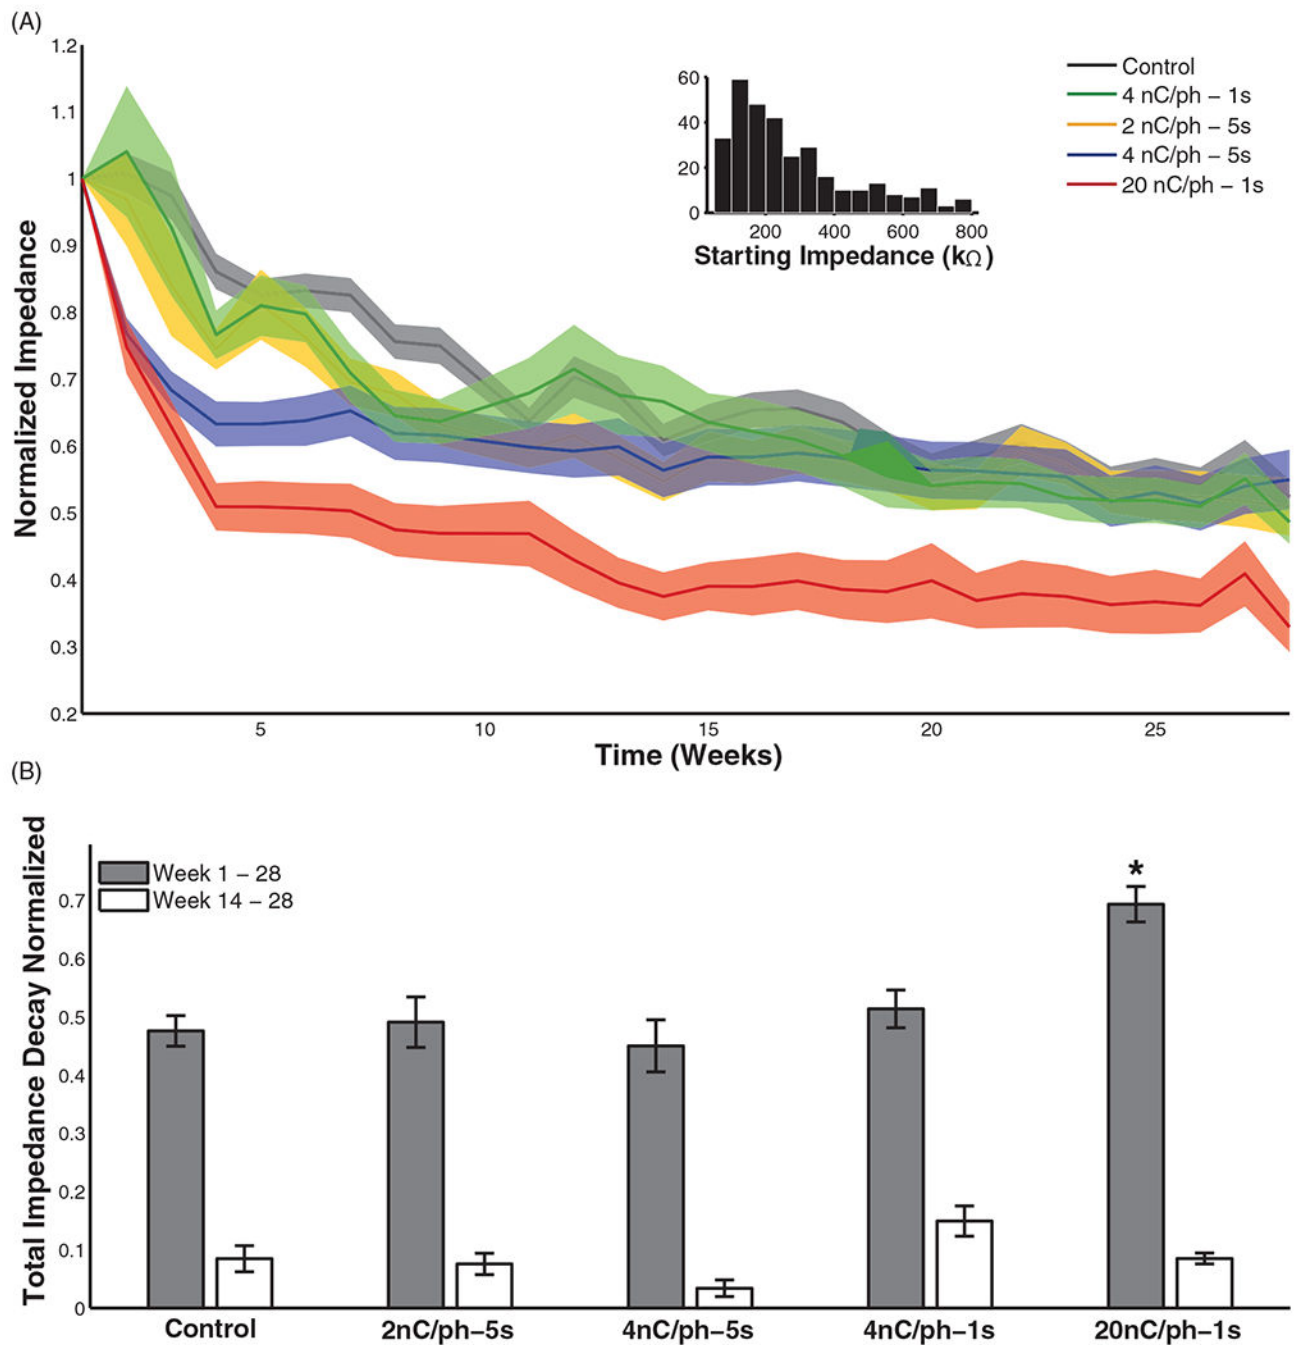 (A)
1.2
1.1
1
0.9
0.8
0.7
0.6
0.5
0.4
0.3
0.2
Normalized Impedance
5
10
15
20
25
Time (Weeks)
60
40
20
0
200
400
600
800
Starting Impedance (kΩ)
Control
4 nC/ph – 1s
2 nC/ph – 5s
4 nC/ph – 5s
20 nC/ph – 1s
(B)
Total Impedance Decay Normalized
Week 1 – 28
Week 14 – 28
0.7
0.6
0.5
0.4
0.3
0.2
0.1
0
*
Control
2nC/ph–5s
4nC/ph–5s
4nC/ph–1s
20nC/ph–1s